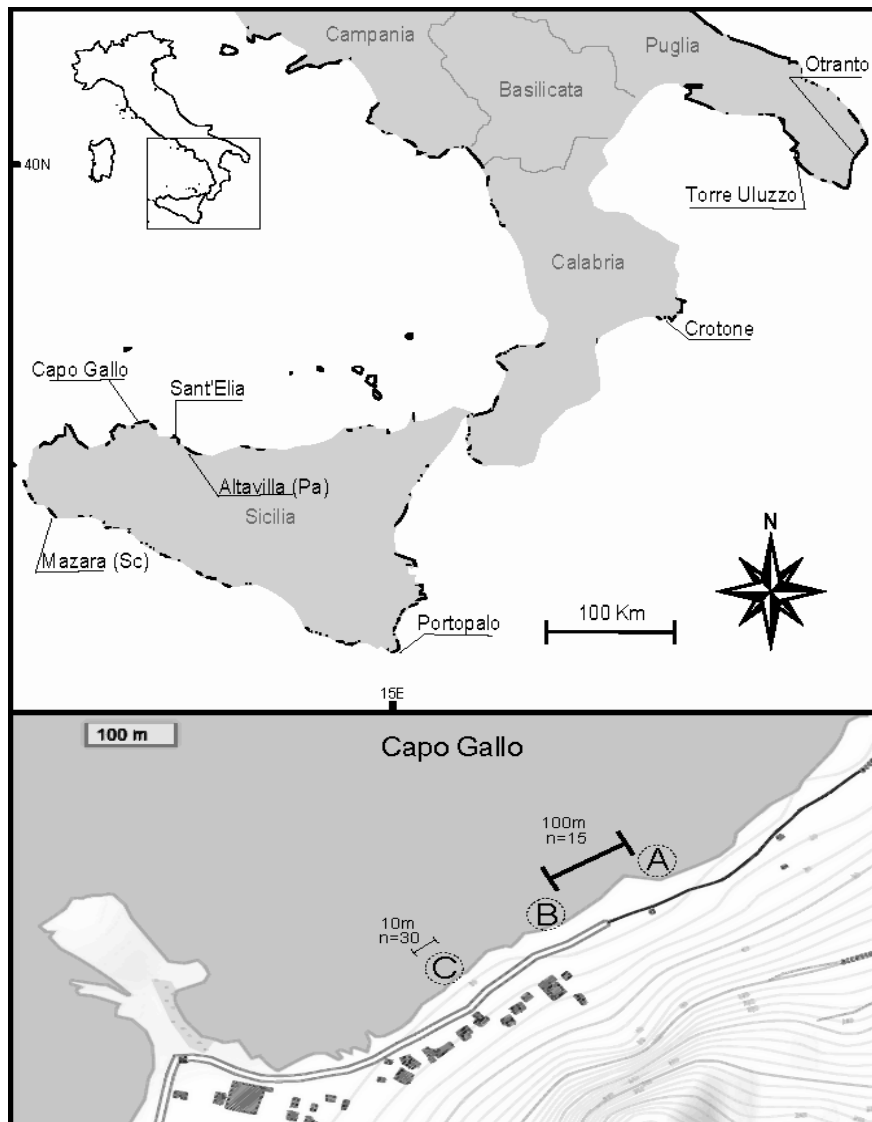 Campania
Puglia
Otranto
Basilicata
40N
Torre Uluzzo
Calabria
Crotone
Capo Gallo
Sant'Elia
Altavilla (Pa)
Sicilia
Mazara (Sc)
N
100 Km
Portopalo
15E
100 m
Capo Gallo
100m
n=15
A
B
10m
n=30
C